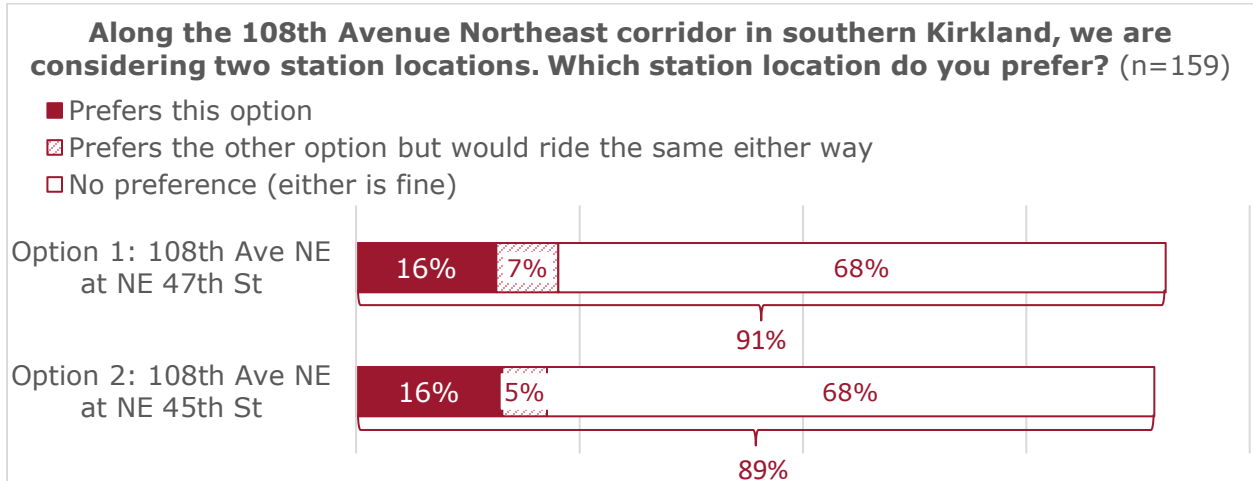 Along the 108th Avenue Northeast corridor in southern Kirkland, we are
considering two station locations. Which station location do you prefer? (n=159)
Prefers this option
Prefers the other option but would ride the same either way
No preference (either is fine)
Option 1: 108th Ave NE
at NE 47th St
16%
7%
68%
91%
Option 2: 108th Ave NE
at NE 45th St
16%
5%
68%
89%